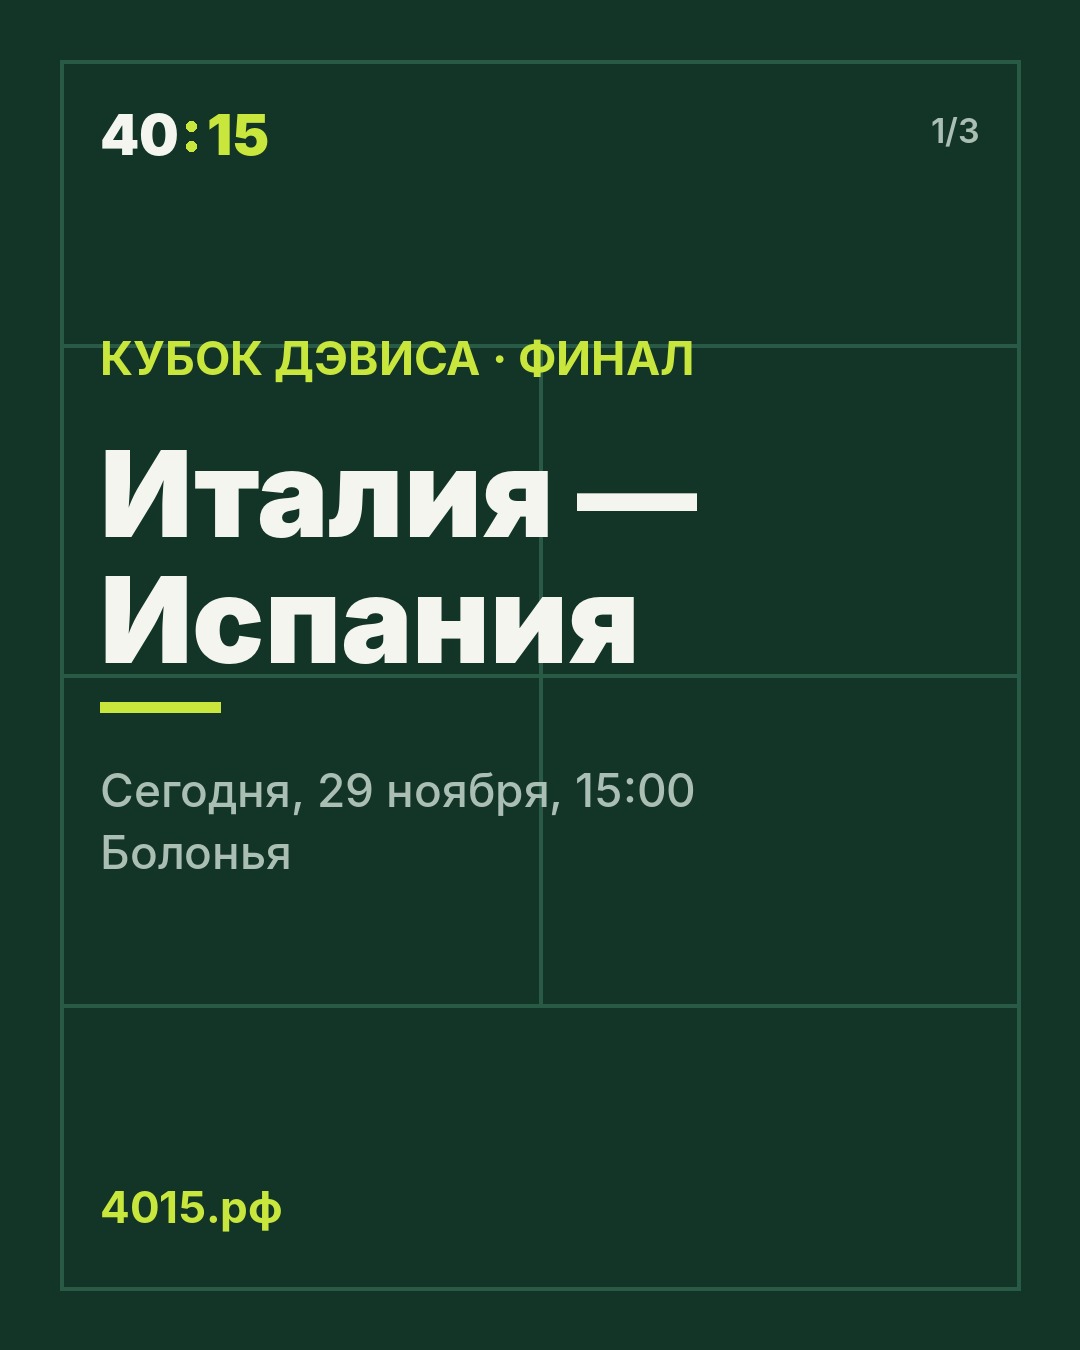 40:15
1/3
КУБОК ДЭВИСА · ФИНАЛ
Италия —
Испания
Сегодня, 29 ноября, 15:00
Болонья
4015.рф